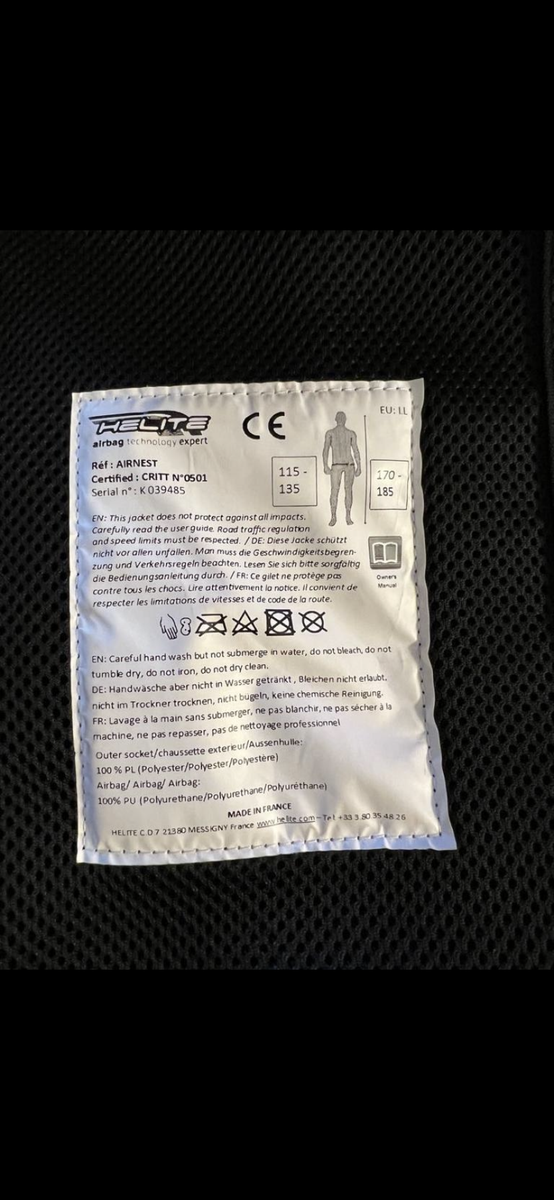 HELITE
airbag technology expert
CE
EU: LL
Réf : AIRNEST
Certified : CRITT N°0501
Serial n° : K 039485
115 -
135
170 -
185
EN: This jacket does not protect against all impacts.
Carefully read the user guide. Road traffic regulation
and speed limits must be respected. / DE: Diese Jacke schützt
nicht vor allen unfällen. Man muss die Geschwindigkeitsbegren-
zung und Verkehrsregeln beachten. Lesen Sie sich bitte sorgfältig
die Bedienungsanleitung durch. / FR: Ce gilet ne protège pas
contre tous les chocs. Lire attentivement la notice. Il convient de
respecter les limitations de vitesses et de code de la route.
Owner's
Manual
EN: Careful hand wash but not submerge in water, do not bleach, do not
tumble dry, do not iron, do not dry clean.
DE: Handwäsche aber nicht in Wasser getränkt , Bleichen nicht erlaubt,
nicht im Trockner trocknen, nicht bügeln, keine chemische Reinigung.
FR: Lavage à la main sans submerger, ne pas blanchir, ne pas sécher à la
machine, ne pas repasser, pas de nettoyage professionnel
Outer socket/chaussette exterieur/Aussenhulle:
100 % PL (Polyester/Polyester/Polyestère)
Airbag/ Airbag/ Airbag:
100% PU (Polyurethane/Polyurethane/Polyuréthane)
MADE IN FRANCE
HELITE C.D.7 21380 MESSIGNY France www.helite.com - Tel +33 3.80.35.48.26